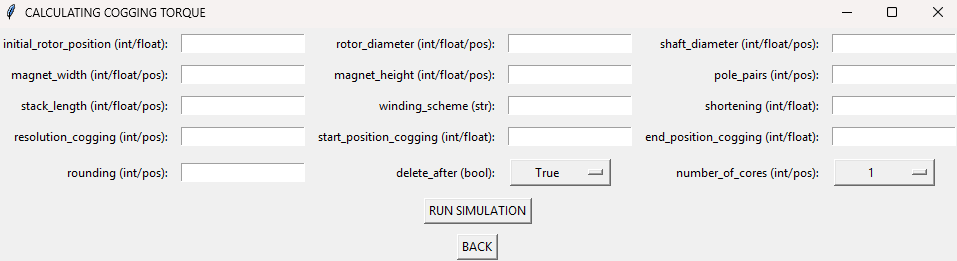 CALCULATING COGGING TORQUE
initial_rotor_position (int/float): rotor_diameter (int/float/pos): shaft_diameter (int/float/pos):
magnet_width (int/float/pos): magnet_height (int/float/pos): pole_pairs (int/pos):
stack_length (int/float/pos): winding_scheme (str): shortening (int/float):
resolution_cogging (int/pos): start_position_cogging (int/float): end_position_cogging (int/float):
rounding (int/pos): delete_after (bool): True number_of_cores (int/pos): 1
RUN SIMULATION
BACK